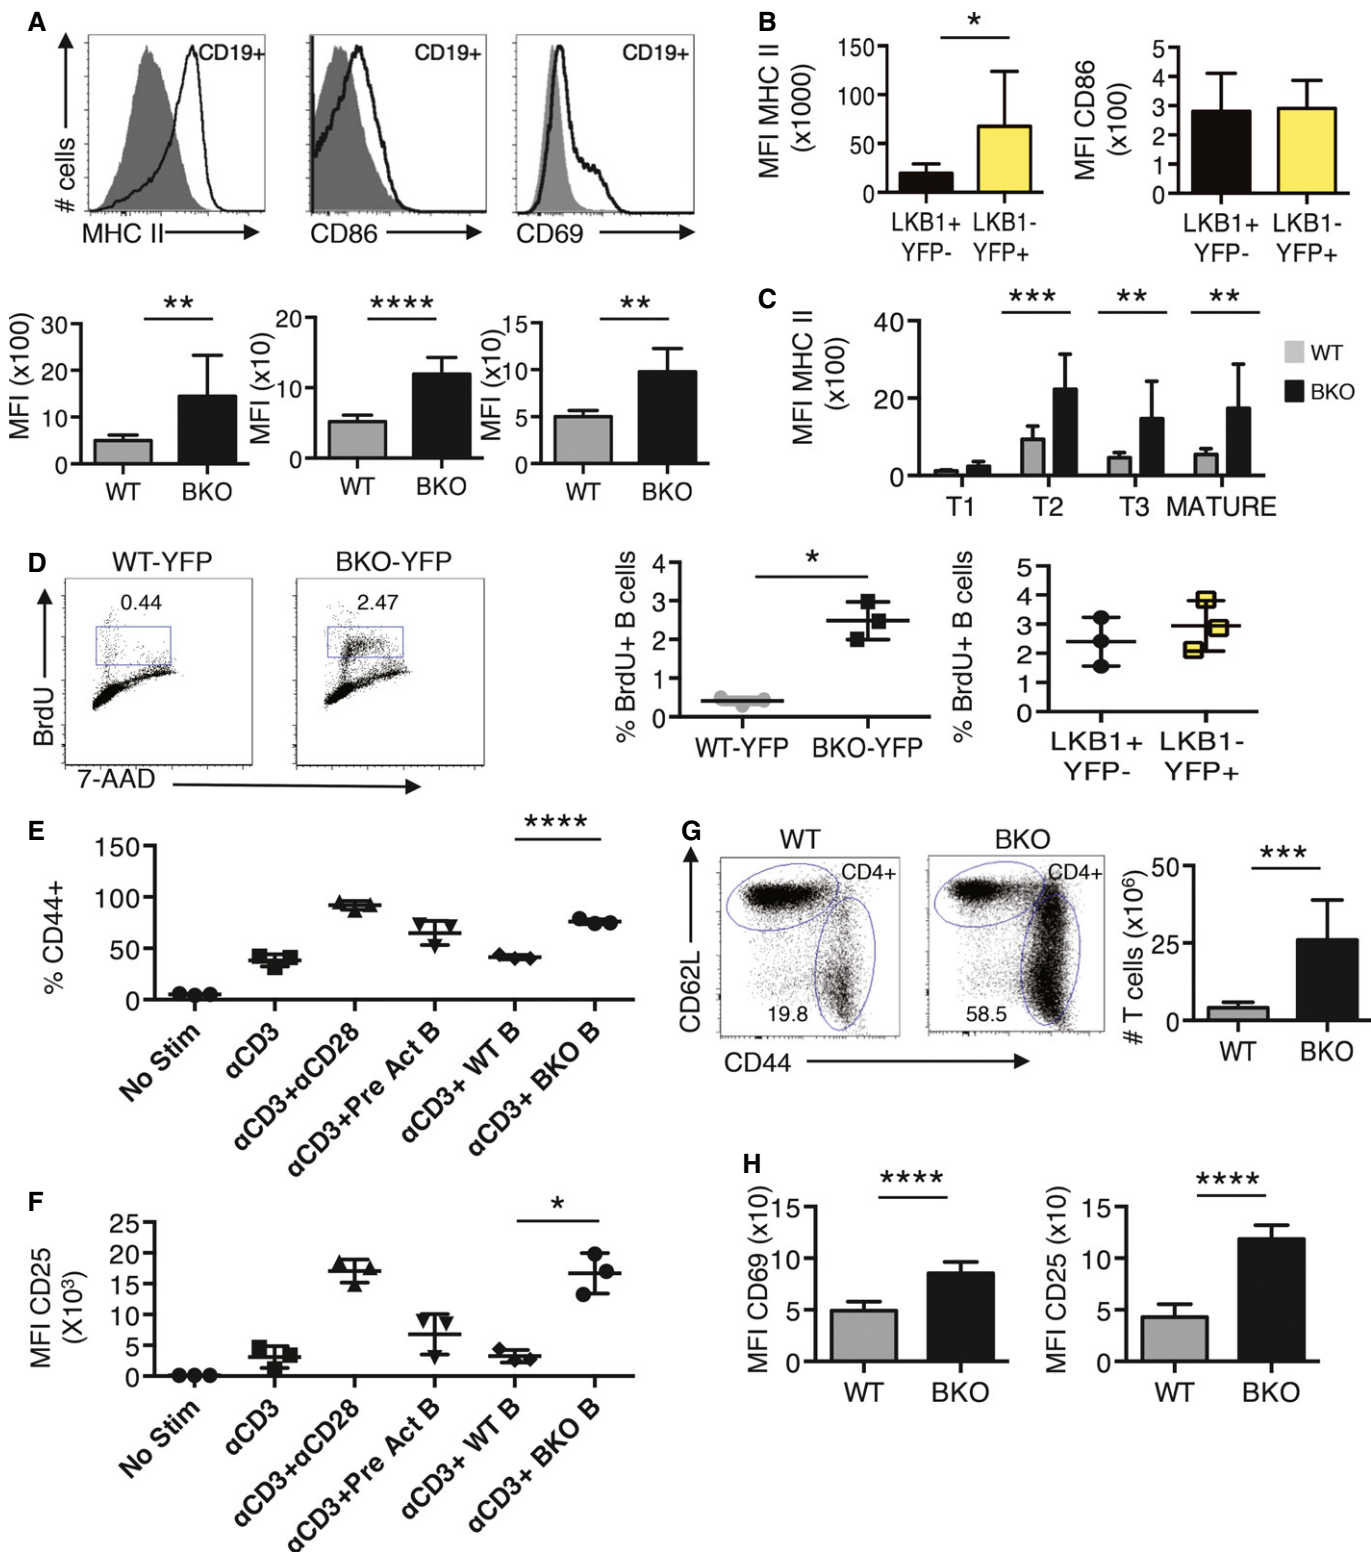 A
CD19+
CD19+
CD19+
# cells
MHC II
CD86
CD69
**
****
**
MFI (x100)
30
20
10
0
WT
BKO
MFI (x10)
20
10
0
WT
BKO
MFI (x10)
15
10
5
0
WT
BKO
B
*
MFI MHC II
(x1000)
150
100
50
0
LKB1+
YFP-
LKB1-
YFP+
MFI CD86
(x100)
5
4
3
2
1
0
LKB1+
YFP-
LKB1-
YFP+
C
***
**
**
MFI MHC II
(x100)
40
20
0
T1
T2
T3
MATURE
WT
BKO
D
WT-YFP
BKO-YFP
0.44
2.47
BrdU
7-AAD
*
% BrdU+ B cells
4
3
2
1
0
WT-YFP
BKO-YFP
% BrdU+ B cells
5
4
3
2
1
0
LKB1+
YFP-
LKB1-
YFP+
E
****
% CD44+
150
100
50
0
No Stim
αCD3
αCD3+αCD28
αCD3+Pre Act B
αCD3+ WT B
αCD3+ BKO B
F
*
MFI CD25
(X10³)
25
20
15
10
5
0
No Stim
αCD3
αCD3+αCD28
αCD3+Pre Act B
αCD3+ WT B
αCD3+ BKO B
G
WT
BKO
CD4+
CD4+
19.8
58.5
CD62L
CD44
***
# T cells (x10⁶)
50
25
0
WT
BKO
H
****
MFI CD69 (x10)
15
10
5
0
WT
BKO
****
MFI CD25 (x10)
15
10
5
0
WT
BKO